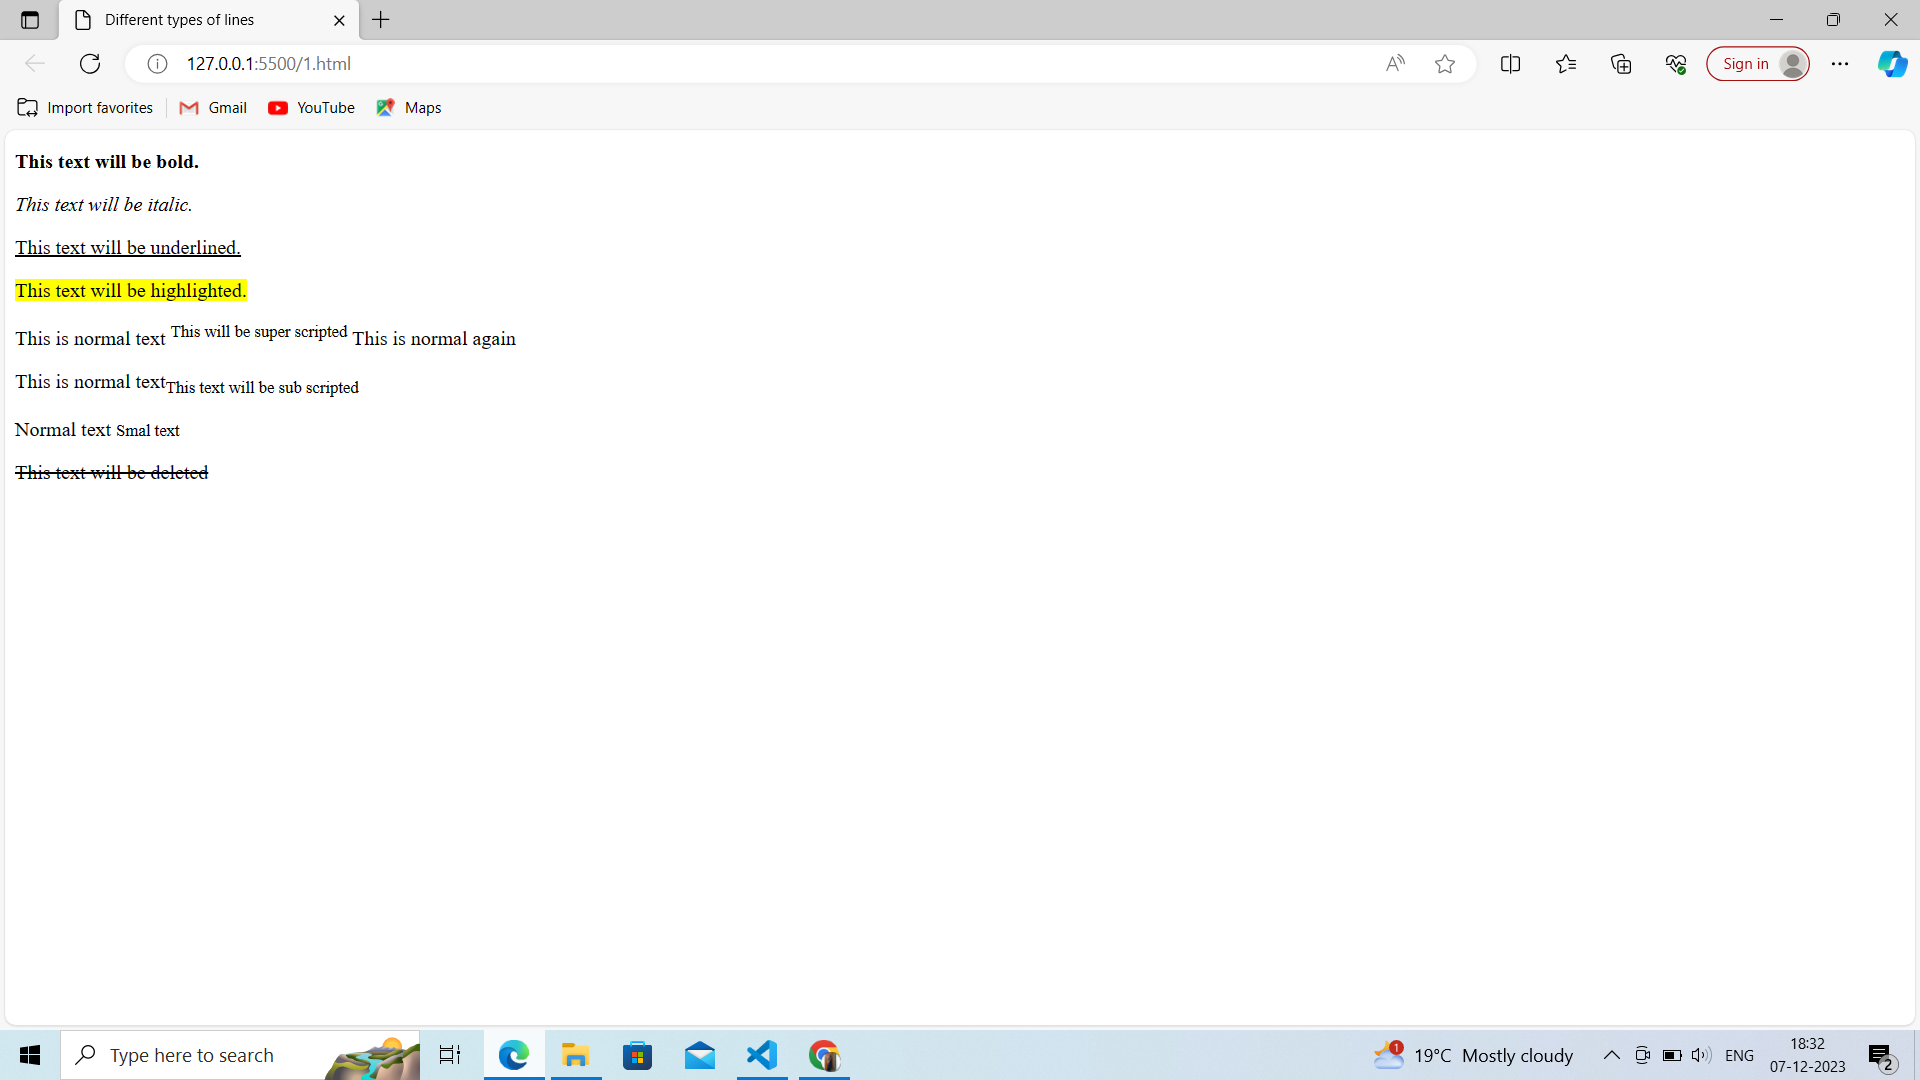 Different types of lines
127.0.0.1:5500/1.html
Sign in
Import favorites
Gmail
YouTube
Maps
This text will be bold.
This text will be italic.
This text will be underlined.
This text will be highlighted.
This is normal text This will be super scripted This is normal again
This is normal textThis text will be sub scripted
Normal text Smal text
This text will be deleted
Type here to search
1
19°C Mostly cloudy
ENG
18:32
07-12-2023
2